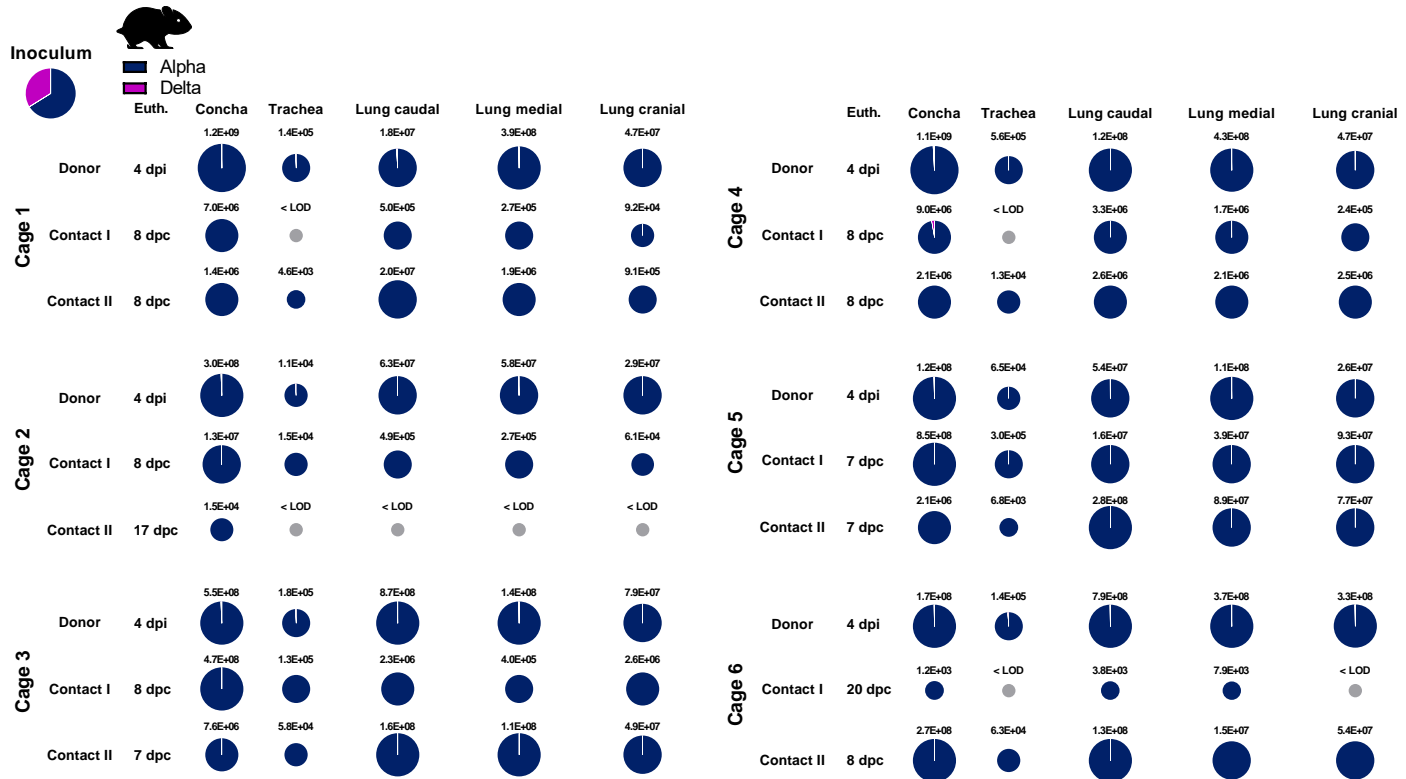 Inoculum
Alpha
Delta
Euth. Concha Trachea Lung caudal Lung medial Lung cranial
Cage 1
1.2E+09 1.4E+05 1.8E+07 3.9E+08 4.7E+07
Donor 4 dpi
7.0E+06 < LOD 5.0E+05 2.7E+05 9.2E+04
Contact I 8 dpc
1.4E+06 4.6E+03 2.0E+07 1.9E+06 9.1E+05
Contact II 8 dpc
Cage 2
3.0E+08 1.1E+04 6.3E+07 5.8E+07 2.9E+07
Donor 4 dpi
1.3E+07 1.5E+04 4.9E+05 2.7E+05 6.1E+04
Contact I 8 dpc
1.5E+04 < LOD < LOD < LOD < LOD
Contact II 17 dpc
Cage 3
5.5E+08 1.8E+05 8.7E+08 1.4E+08 7.9E+07
Donor 4 dpi
4.7E+08 1.3E+05 2.3E+06 4.0E+05 2.6E+06
Contact I 8 dpc
7.6E+06 5.8E+04 1.6E+08 1.1E+08 4.9E+07
Contact II 7 dpc
Euth. Concha Trachea Lung caudal Lung medial Lung cranial
Cage 4
1.1E+09 5.6E+05 1.2E+08 4.3E+08 4.7E+07
Donor 4 dpi
9.0E+06 < LOD 3.3E+06 1.7E+06 2.4E+05
Contact I 8 dpc
2.1E+06 1.3E+04 2.6E+06 2.1E+06 2.5E+06
Contact II 8 dpc
Cage 5
1.2E+08 6.5E+04 5.4E+07 1.1E+08 2.6E+07
Donor 4 dpi
8.5E+08 3.0E+05 1.6E+07 3.9E+07 9.3E+07
Contact I 7 dpc
2.1E+06 6.8E+03 2.8E+08 8.9E+07 7.7E+07
Contact II 7 dpc
Cage 6
1.7E+08 1.4E+05 7.9E+08 3.7E+08 3.3E+08
Donor 4 dpi
1.2E+03 < LOD 3.8E+03 7.9E+03 < LOD
Contact I 20 dpc
2.7E+08 6.3E+04 1.3E+08 1.5E+07 5.4E+07
Contact II 8 dpc